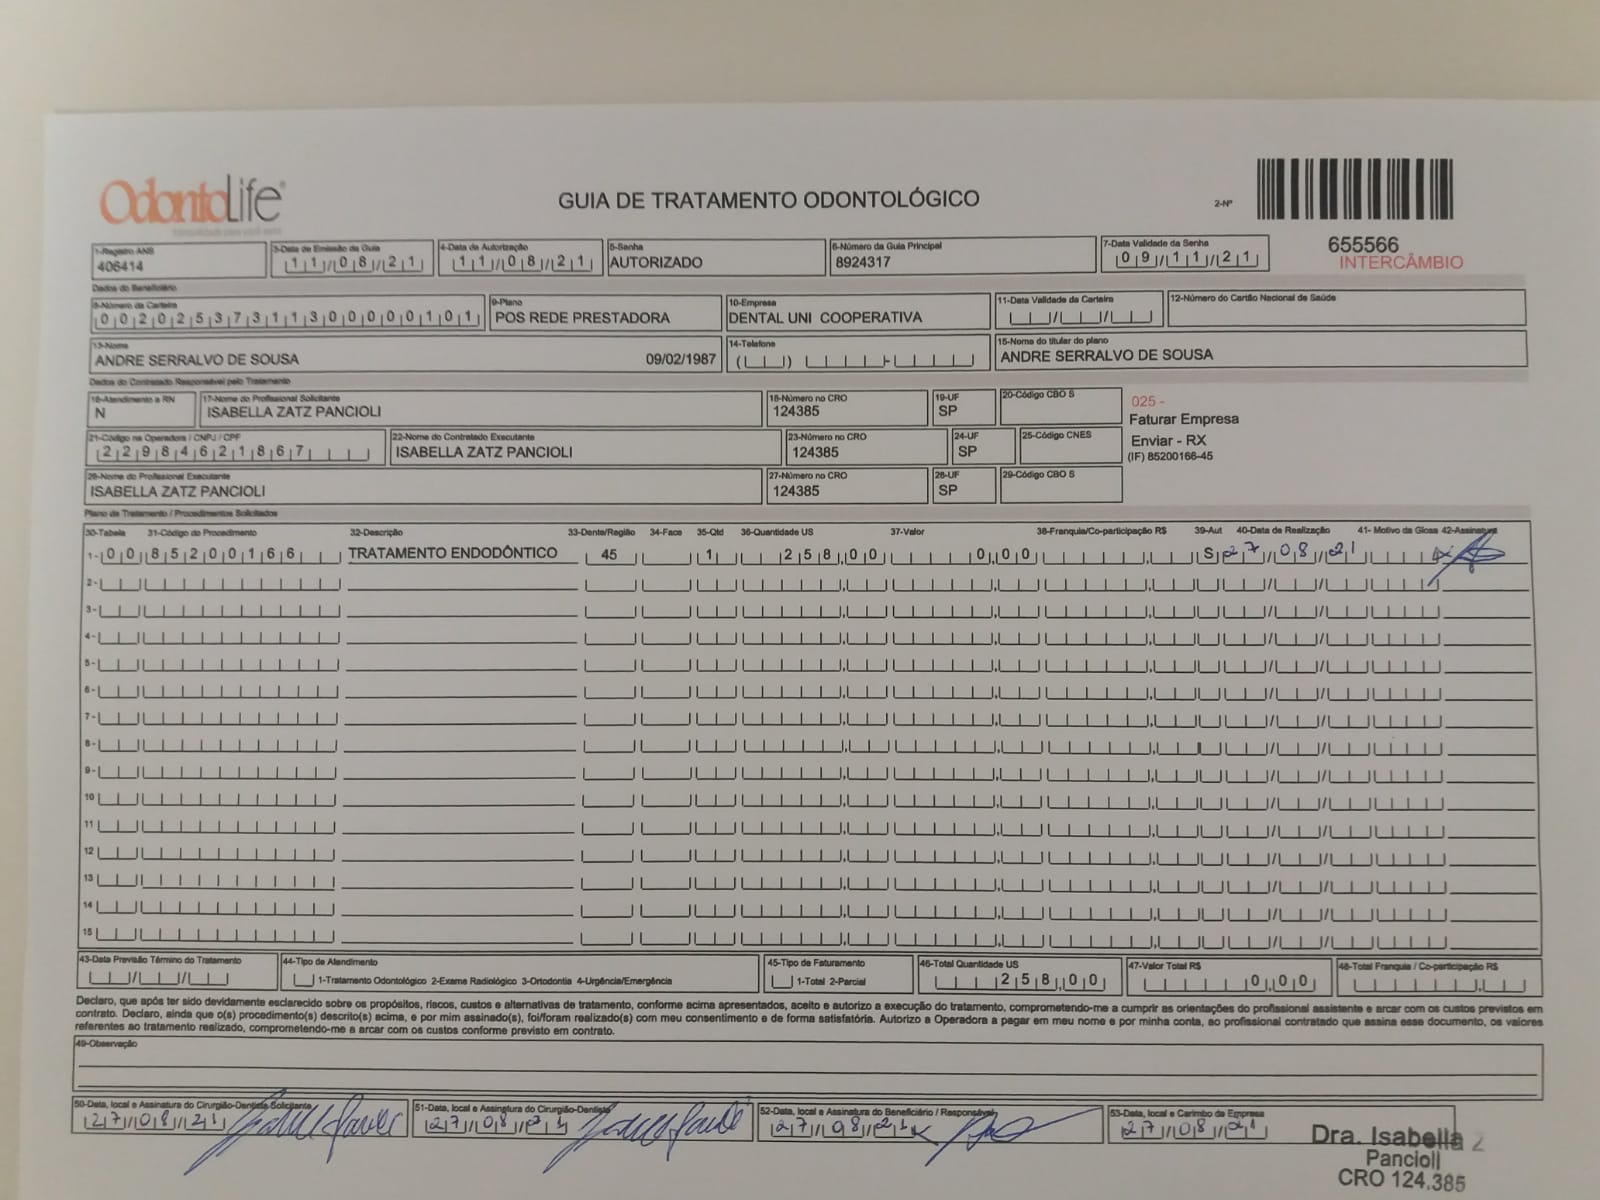 OdontoLife®
GUIA DE TRATAMENTO ODONTOLÓGICO
2-Nº
655566
INTERCÂMBIO
1-Registro ANS
406414
3-Data de Emissão da Guia
11/08/21
4-Data de Autorização
11/08/21
5-Senha
AUTORIZADO
6-Número da Guia Principal
8924317
7-Data Validade da Senha
09/11/21
Dados do Beneficiário
8-Número da Carteira
00202537311300000101
9-Plano
POS REDE PRESTADORA
10-Empresa
DENTAL UNI COOPERATIVA
11-Data Validade da Carteira
12-Número do Cartão Nacional de Saúde
13-Nome
ANDRE SERRALVO DE SOUSA 09/02/1987
14-Telefone
15-Nome do titular do plano
ANDRE SERRALVO DE SOUSA
Dados do Contratado Responsável pelo Tratamento
16-Atendimento a RN
N
17-Nome do Profissional Solicitante
ISABELLA ZATZ PANCIOLI
18-Número no CRO
124385
19-UF
SP
20-Código CBO S
025 -
Faturar Empresa
Enviar - RX
(IF) 85200166-45
21-Código na Operadora / CNPJ / CPF
22984621867
22-Nome do Contratado Executante
ISABELLA ZATZ PANCIOLI
23-Número no CRO
124385
24-UF
SP
25-Código CNES
26-Nome do Profissional Executante
ISABELLA ZATZ PANCIOLI
27-Número no CRO
124385
28-UF
SP
29-Código CBO S
Plano de Tratamento / Procedimentos Solicitados
30-Tabela 31-Código do Procedimento 32-Descrição 33-Dente/Região 34-Face 35-Qtd 36-Quantidade US 37-Valor 38-Franquia/Co-participação R$ 39-Aut 40-Data de Realização 41- Motivo da Glosa 42-Assinatura
1- 00 85200166 TRATAMENTO ENDODÔNTICO 45 1 258,00 0,00 S 27/08/21
2-
3-
4-
5-
6-
7-
8-
9-
10
11
12
13
14
15
43-Data Previsão Término do Tratamento
44-Tipo de Atendimento
1-Tratamento Odontológico 2-Exame Radiológico 3-Ortodontia 4-Urgência/Emergência
45-Tipo de Faturamento
1-Total 2-Parcial
46-Total Quantidade US
258,00
47-Valor Total R$
0,00
48-Total Franquia / Co-participação R$
Declaro, que após ter sido devidamente esclarecido sobre os propósitos, riscos, custos e alternativas de tratamento, conforme acima apresentados, aceito e autorizo a execução do tratamento, comprometendo-me a cumprir as orientações do profissional assistente e arcar com os custos previstos em
contrato. Declaro, ainda que o(s) procedimento(s) descrito(s) acima, e por mim assinado(s), foi/foram realizado(s) com meu consentimento e de forma satisfatória. Autorizo a Operadora a pagar em meu nome e por minha conta, ao profissional contratado que assina esse documento, os valores
referentes ao tratamento realizado, comprometendo-me a arcar com os custos conforme previsto em contrato.
49-Observação
50-Data, local e Assinatura do Cirurgião-Dentista Solicitante
27/08/21
51-Data, local e Assinatura do Cirurgião-Dentista
27/08/21
52-Data, local e Assinatura do Beneficiário / Responsável
27/08/21
53-Data, local e Carimbo da Empresa
27/08/21
Dra. Isabella Z
Pancioli
CRO 124.385